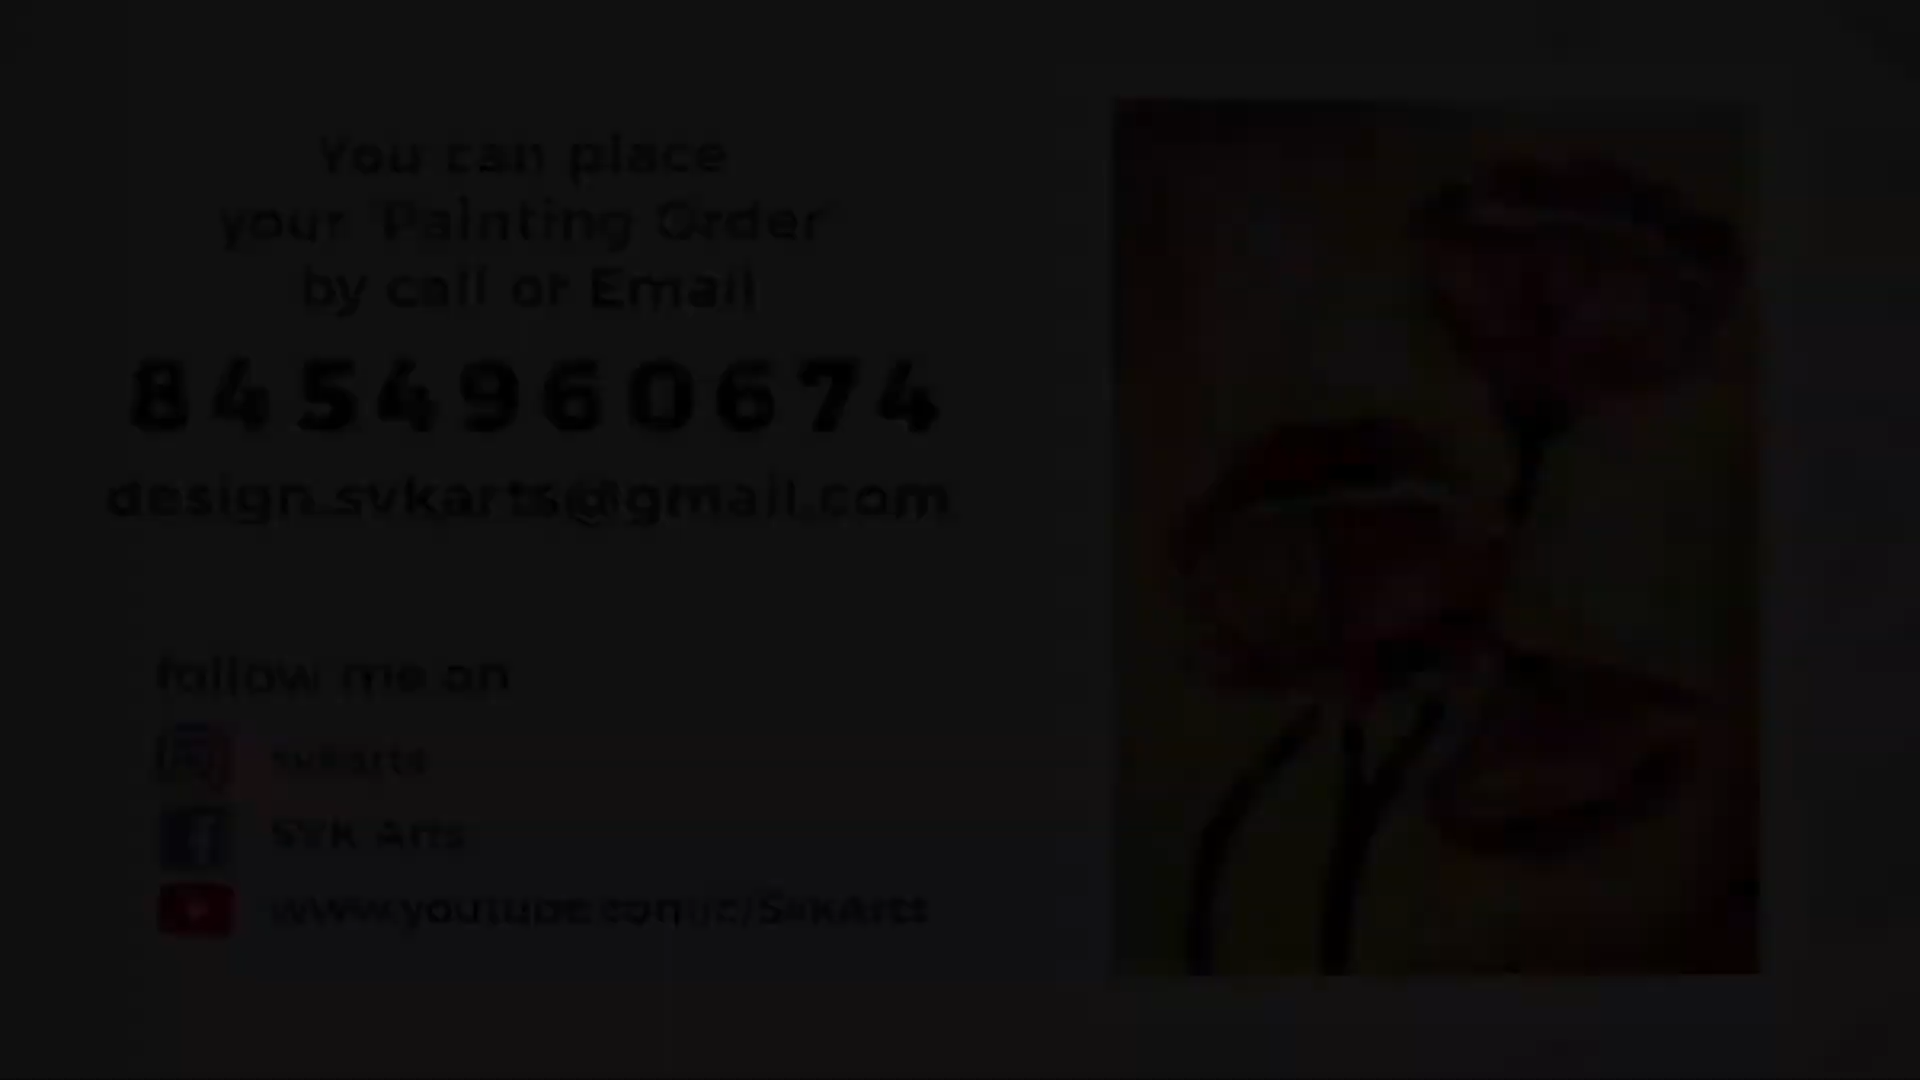 You can place
your Painting Order
by call or Email
8454960674
design.svkarts@gmail.com
follow me on
svkarts
SVK Arts
www.youtube.com/c/SvkArts